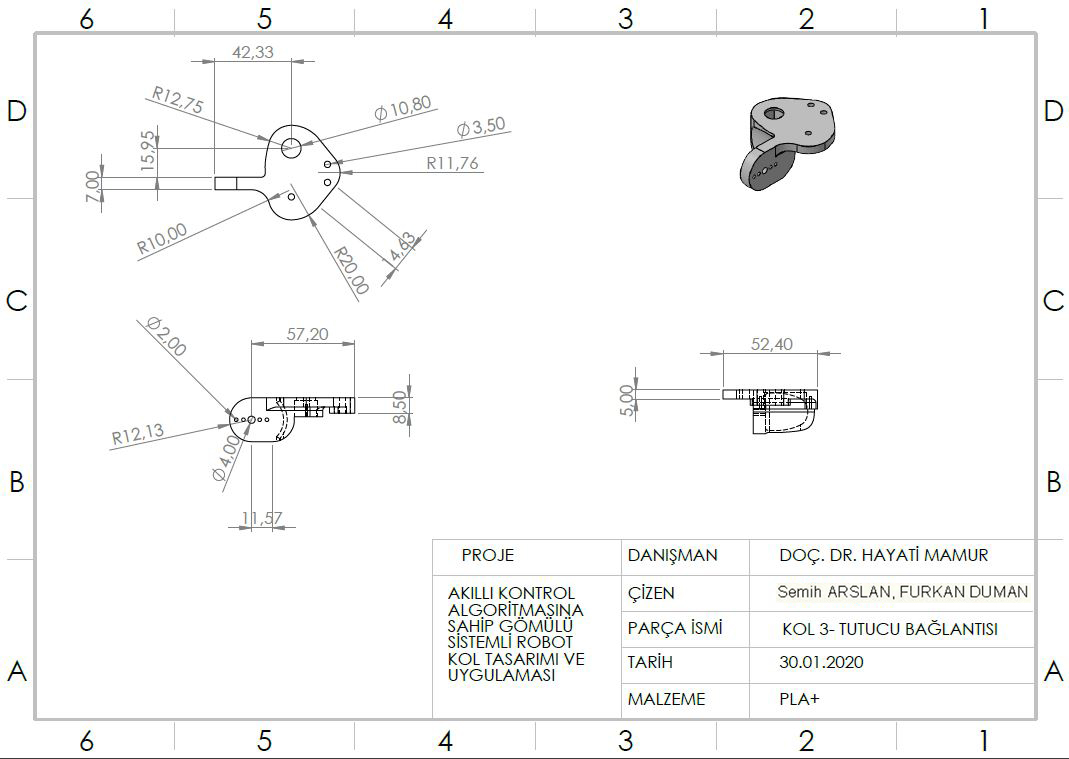 6 5 4 3 2 1
D D
C C
B B
A A
42,33
R12,75
Ø10,80
Ø3,50
15,95
R11,76
7,00
R10,00
R20,00
14,63
Ø2,00
57,20
8,50
R12,13
Ø4,00
11,57
52,40
5,00
PROJE
AKILLI KONTROL
ALGORİTMASINA
SAHİP GÖMÜLÜ
SİSTEMLİ ROBOT
KOL TASARIMI VE
UYGULAMASI
DANIŞMAN DOÇ. DR. HAYATİ MAMUR
ÇİZEN Semih ARSLAN, FURKAN DUMAN
PARÇA İSMİ KOL 3- TUTUCU BAĞLANTISI
TARİH 30.01.2020
MALZEME PLA+
6 5 4 3 2 1